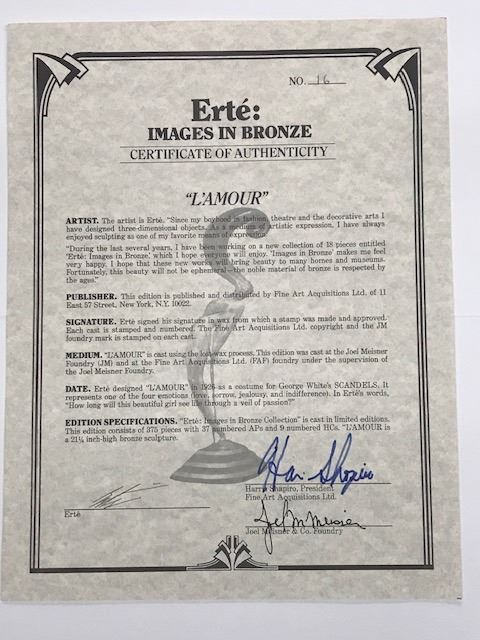 NO. 16
Erté:
IMAGES IN BRONZE
CERTIFICATE OF AUTHENTICITY
"L'AMOUR"
ARTIST. The artist is Erté. "Since my boyhood in fashion, theatre and the decorative arts I
have designed three-dimensional objects. As a medium of artistic expression, I have always
enjoyed sculpting as one of my favorite means of expression.
"During the last several years, I have been working on a new collection of 18 pieces entitled
'Erté: Images in Bronze', which I hope everyone will enjoy. 'Images in Bronze' makes me feel
very happy. I hope that these new works will bring beauty to many homes and museums.
Fortunately, this beauty will not be ephemeral—the noble material of bronze is respected by
the ages."
PUBLISHER. This edition is published and distributed by Fine Art Acquisitions Ltd. of 11
East 57 Street, New York, N.Y. 10022.
SIGNATURE. Erté signed his signature in wax from which a stamp was made and approved.
Each cast is stamped and numbered. The Fine Art Acquisitions Ltd. copyright and the JM
foundry mark is stamped on each cast.
MEDIUM. "L'AMOUR" is cast using the lost-wax process. This edition was cast at the Joel Meisner
Foundry (JM) and at the Fine Art Acquisitions Ltd. (FAF) foundry under the supervision of
the Joel Meisner Foundry.
DATE. Erté designed "L'AMOUR" in 1926 as a costume for George White's SCANDELS. It
represents one of the four emotions (love, sorrow, jealousy, and indifference). In Erté's words,
"How long will this beautiful girl see life through a veil of passion?"
EDITION SPECIFICATIONS. "Erté: Images in Bronze Collection" is cast in limited editions.
This edition consists of 375 pieces with 37 numbered APs and 9 numbered HCs. "L'AMOUR is
a 21¼ inch-high bronze sculpture.
Harry Shapiro, President
Fine Art Acquisitions Ltd.
Erté
Joel M Meisner
Joel Meisner & Co. Foundry